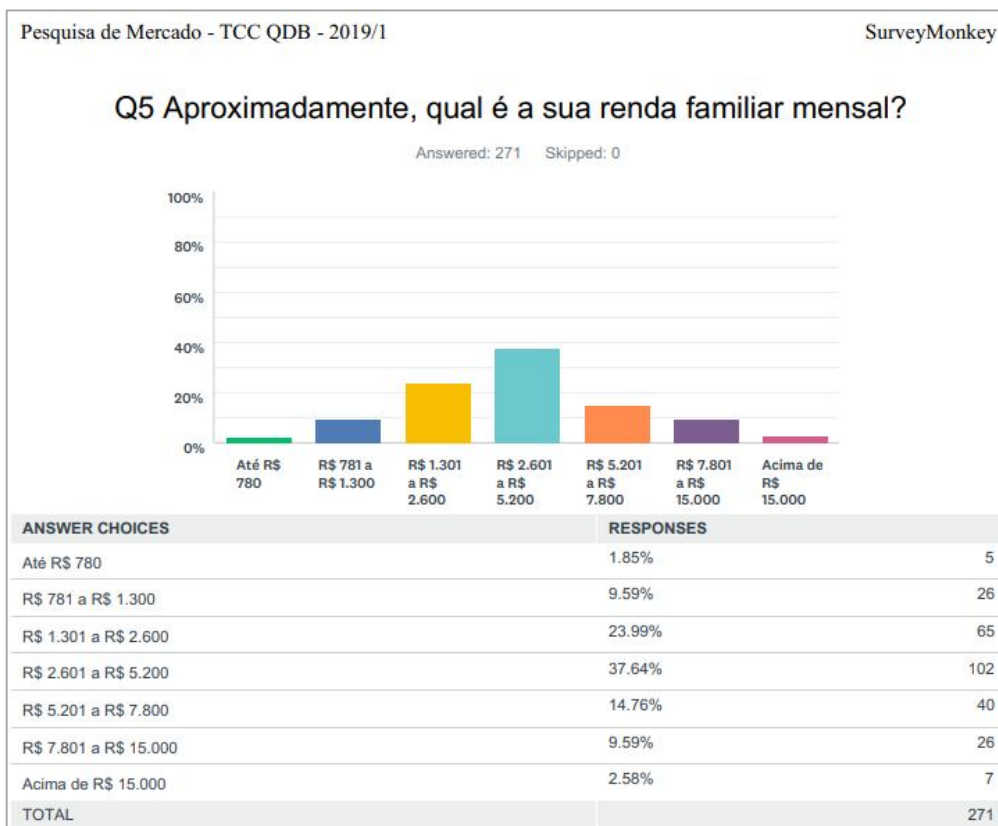 Pesquisa de Mercado - TCC QDB - 2019/1 SurveyMonkey
Q5 Aproximadamente, qual é a sua renda familiar mensal?
Answered: 271 Skipped: 0
100%
80%
60%
40%
20%
0%
Até R$ 780
R$ 781 a R$ 1.300
R$ 1.301 a R$ 2.600
R$ 2.601 a R$ 5.200
R$ 5.201 a R$ 7.800
R$ 7.801 a R$ 15.000
Acima de R$ 15.000
ANSWER CHOICES RESPONSES
Até R$ 780 1.85% 5
R$ 781 a R$ 1.300 9.59% 26
R$ 1.301 a R$ 2.600 23.99% 65
R$ 2.601 a R$ 5.200 37.64% 102
R$ 5.201 a R$ 7.800 14.76% 40
R$ 7.801 a R$ 15.000 9.59% 26
Acima de R$ 15.000 2.58% 7
TOTAL 271